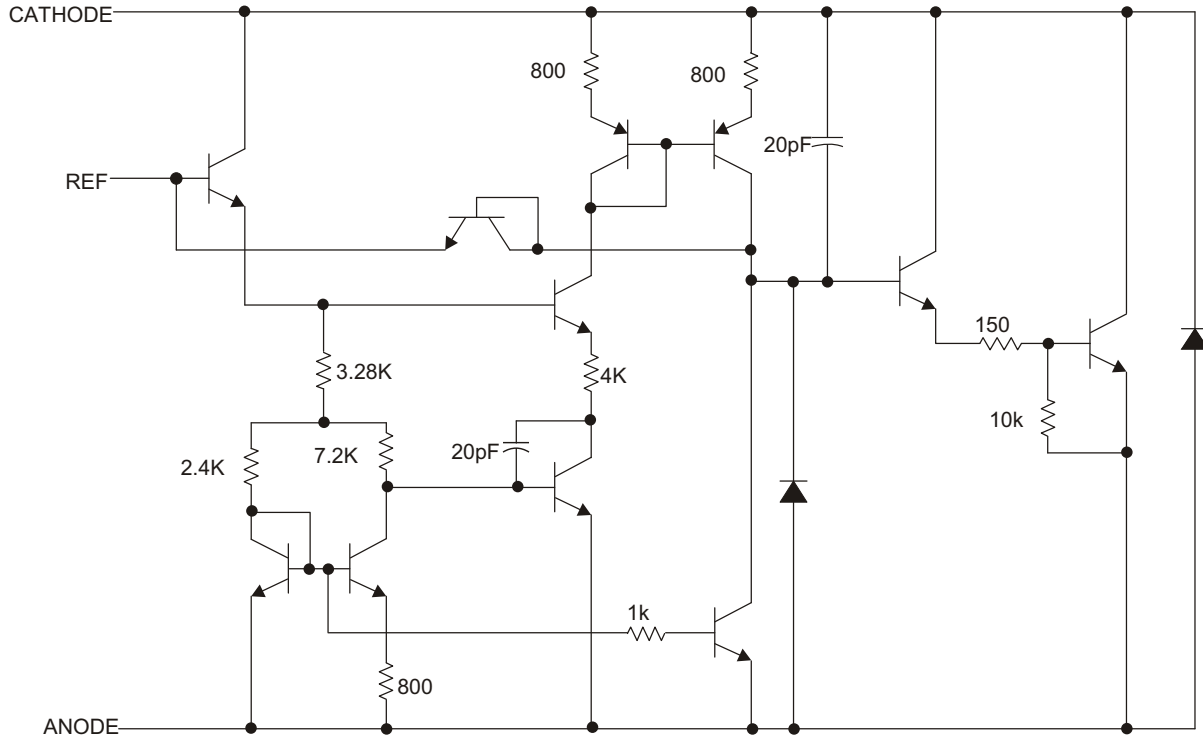 CATHODE
800
800
20pF
REF
150
3.28K
4K
10k
2.4K
7.2K
20pF
1k
800
ANODE